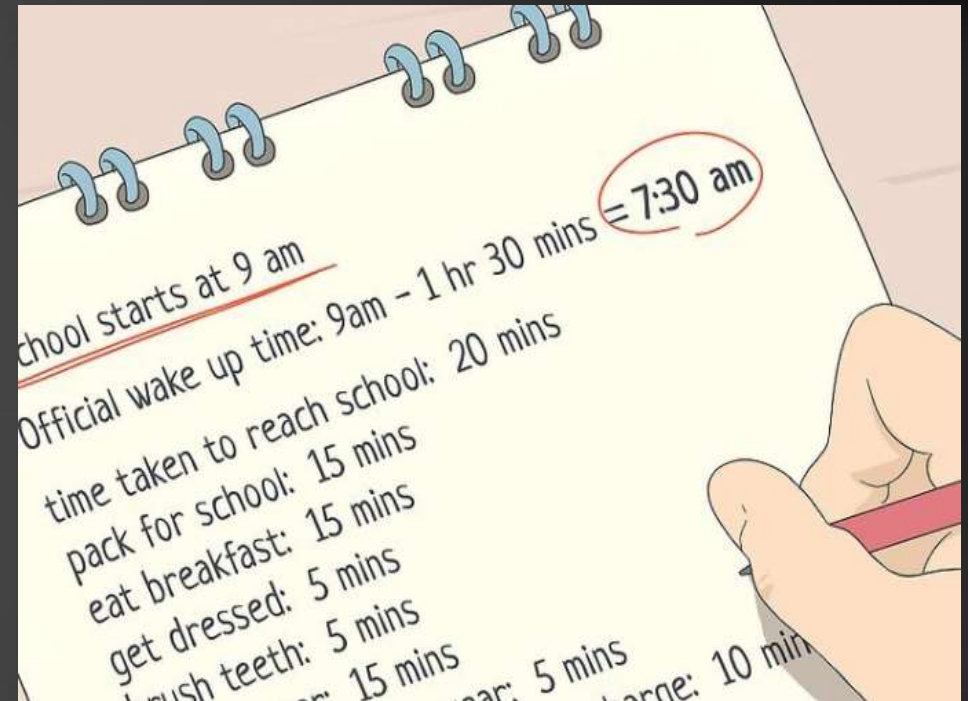 chool starts at 9 am
Official wake up time: 9am – 1 hr 30 mins = 7:30 am
time taken to reach school: 20 mins
pack for school: 15 mins
eat breakfast: 15 mins
get dressed: 5 mins
brush teeth: 5 mins
15 mins
5 mins
10 min